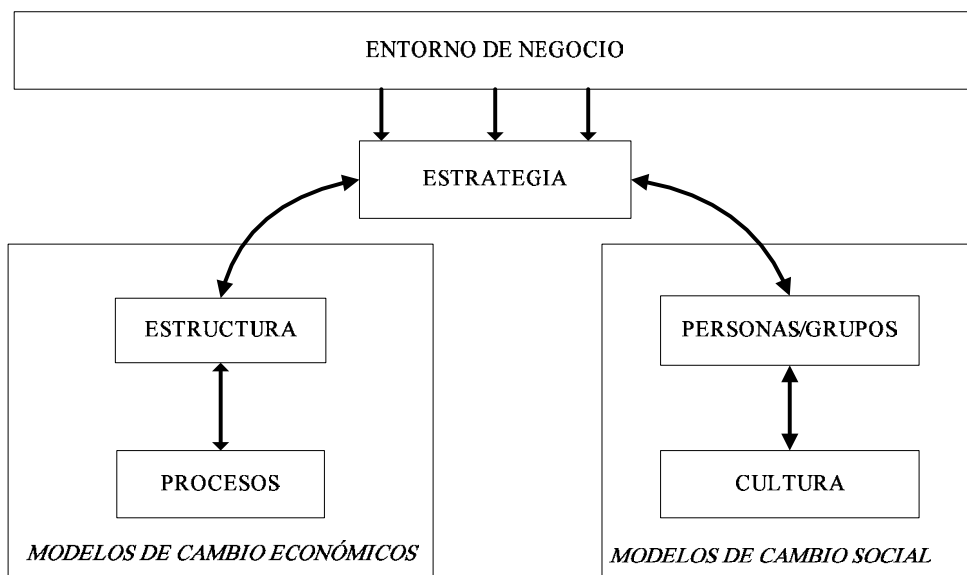 ENTORNO DE NEGOCIO
ESTRATEGIA
ESTRUCTURA
PROCESOS
MODELOS DE CAMBIO ECONÓMICOS
PERSONAS/GRUPOS
CULTURA
MODELOS DE CAMBIO SOCIAL